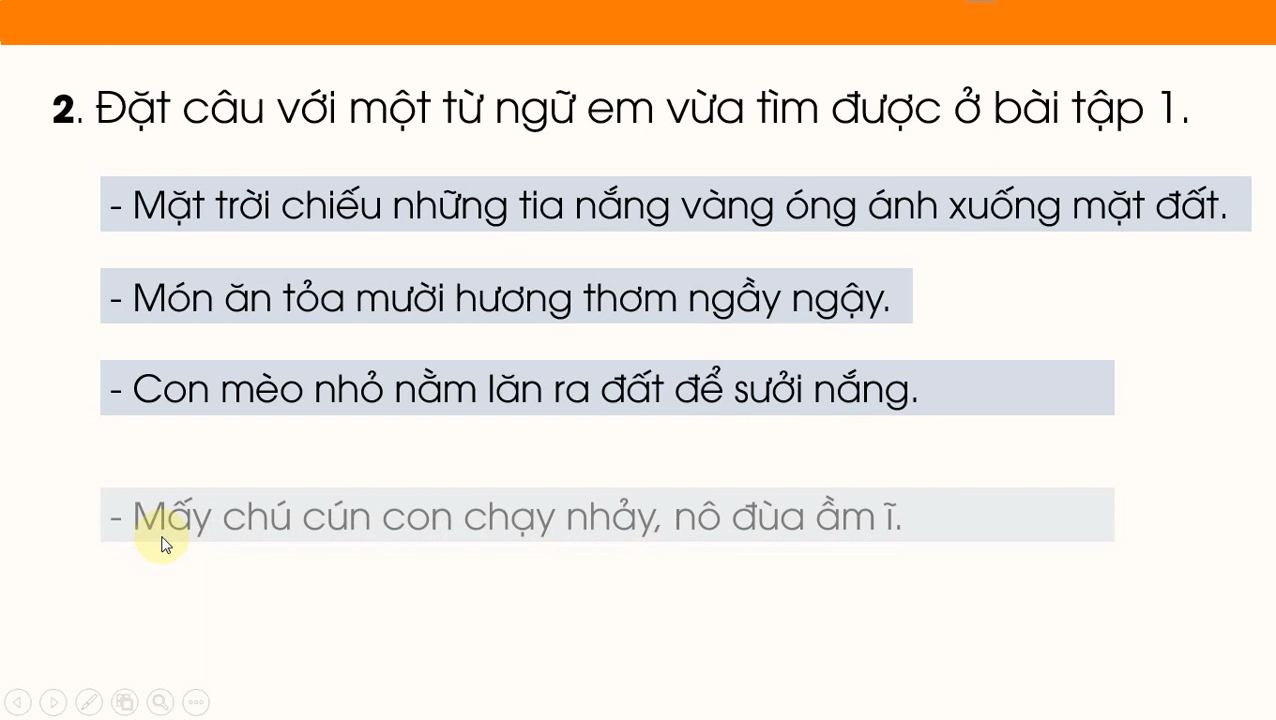 2. Đặt câu với một từ ngữ em vừa tìm được ở bài tập 1.
- Mặt trời chiếu những tia nắng vàng óng ánh xuống mặt đất.
- Món ăn tỏa mười hương thơm ngầy ngậy.
- Con mèo nhỏ nằm lăn ra đất để sưởi nắng.
- Mấy chú cún con chạy nhảy, nô đùa ầm ĩ.